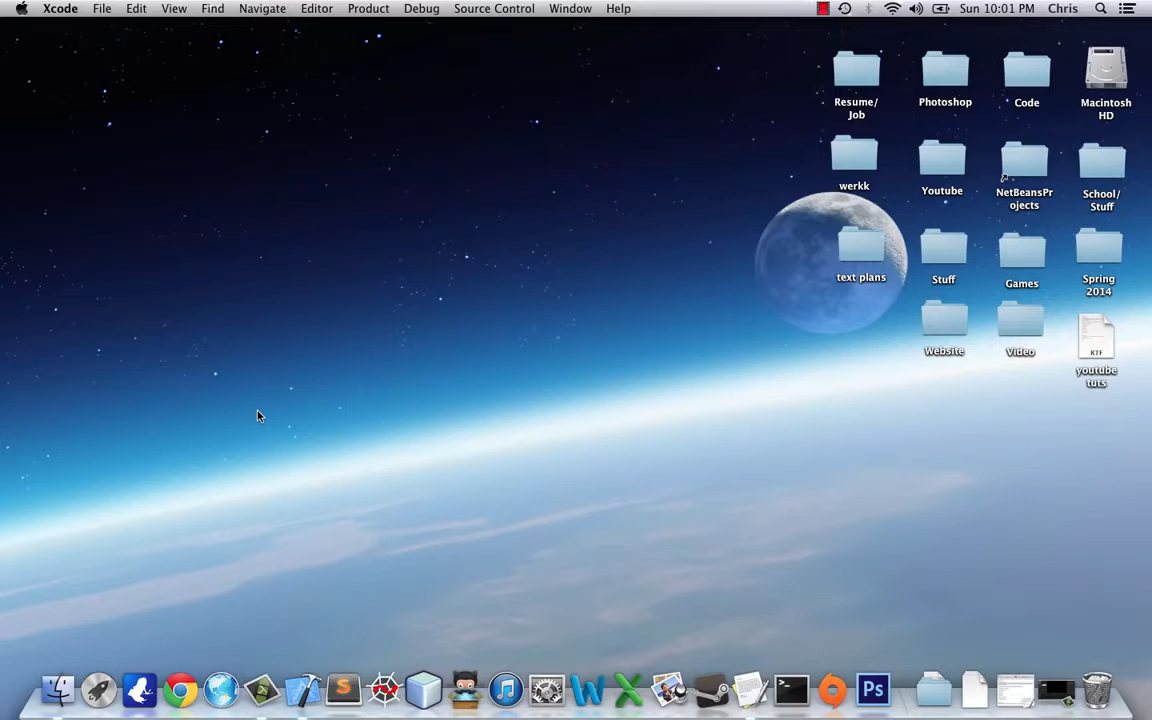 Xcode File Edit View Find Navigate Editor Product Debug Source Control Window Help Sun 10:01 PM Chris
Resume/
Job
Photoshop
Code
Macintosh
HD
werkk
Youtube
NetBeansPr
ojects
School/
Stuff
text plans
Stuff
Games
Spring
2014
Website
Video
RTF
youtube
tuts
S
W
X
>_
Ps